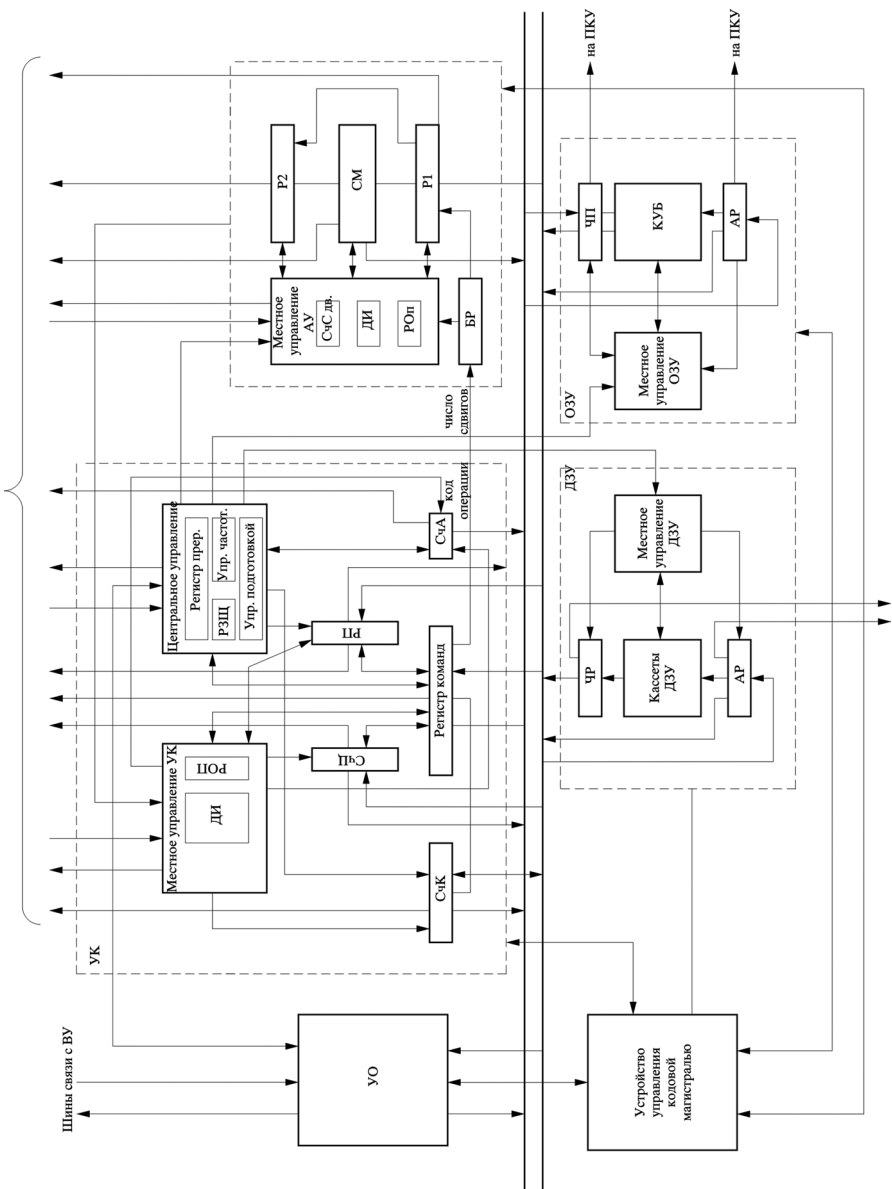 Шины связи с ВУ
УО
УК
Местное управление УК
ДИ
РОП
СчЦ
СчК
Центральное управление
Регистр прер.
РЗЩ
Упр. частот.
Упр. подготовкой
РП
Регистр команд
СчА
код
операции
число
сдвигов
Местное
управление
АУ
СчС дв.
ДИ
РОп
БР
Р2
СМ
Р1
Устройство
управления
кодовой
магистралью
ДЗУ
ЧР
Кассеты
ДЗУ
АР
Местное
управление
ДЗУ
ОЗУ
Местное
управление
ОЗУ
ЧП
КУБ
АР
на ПКУ
на ПКУ